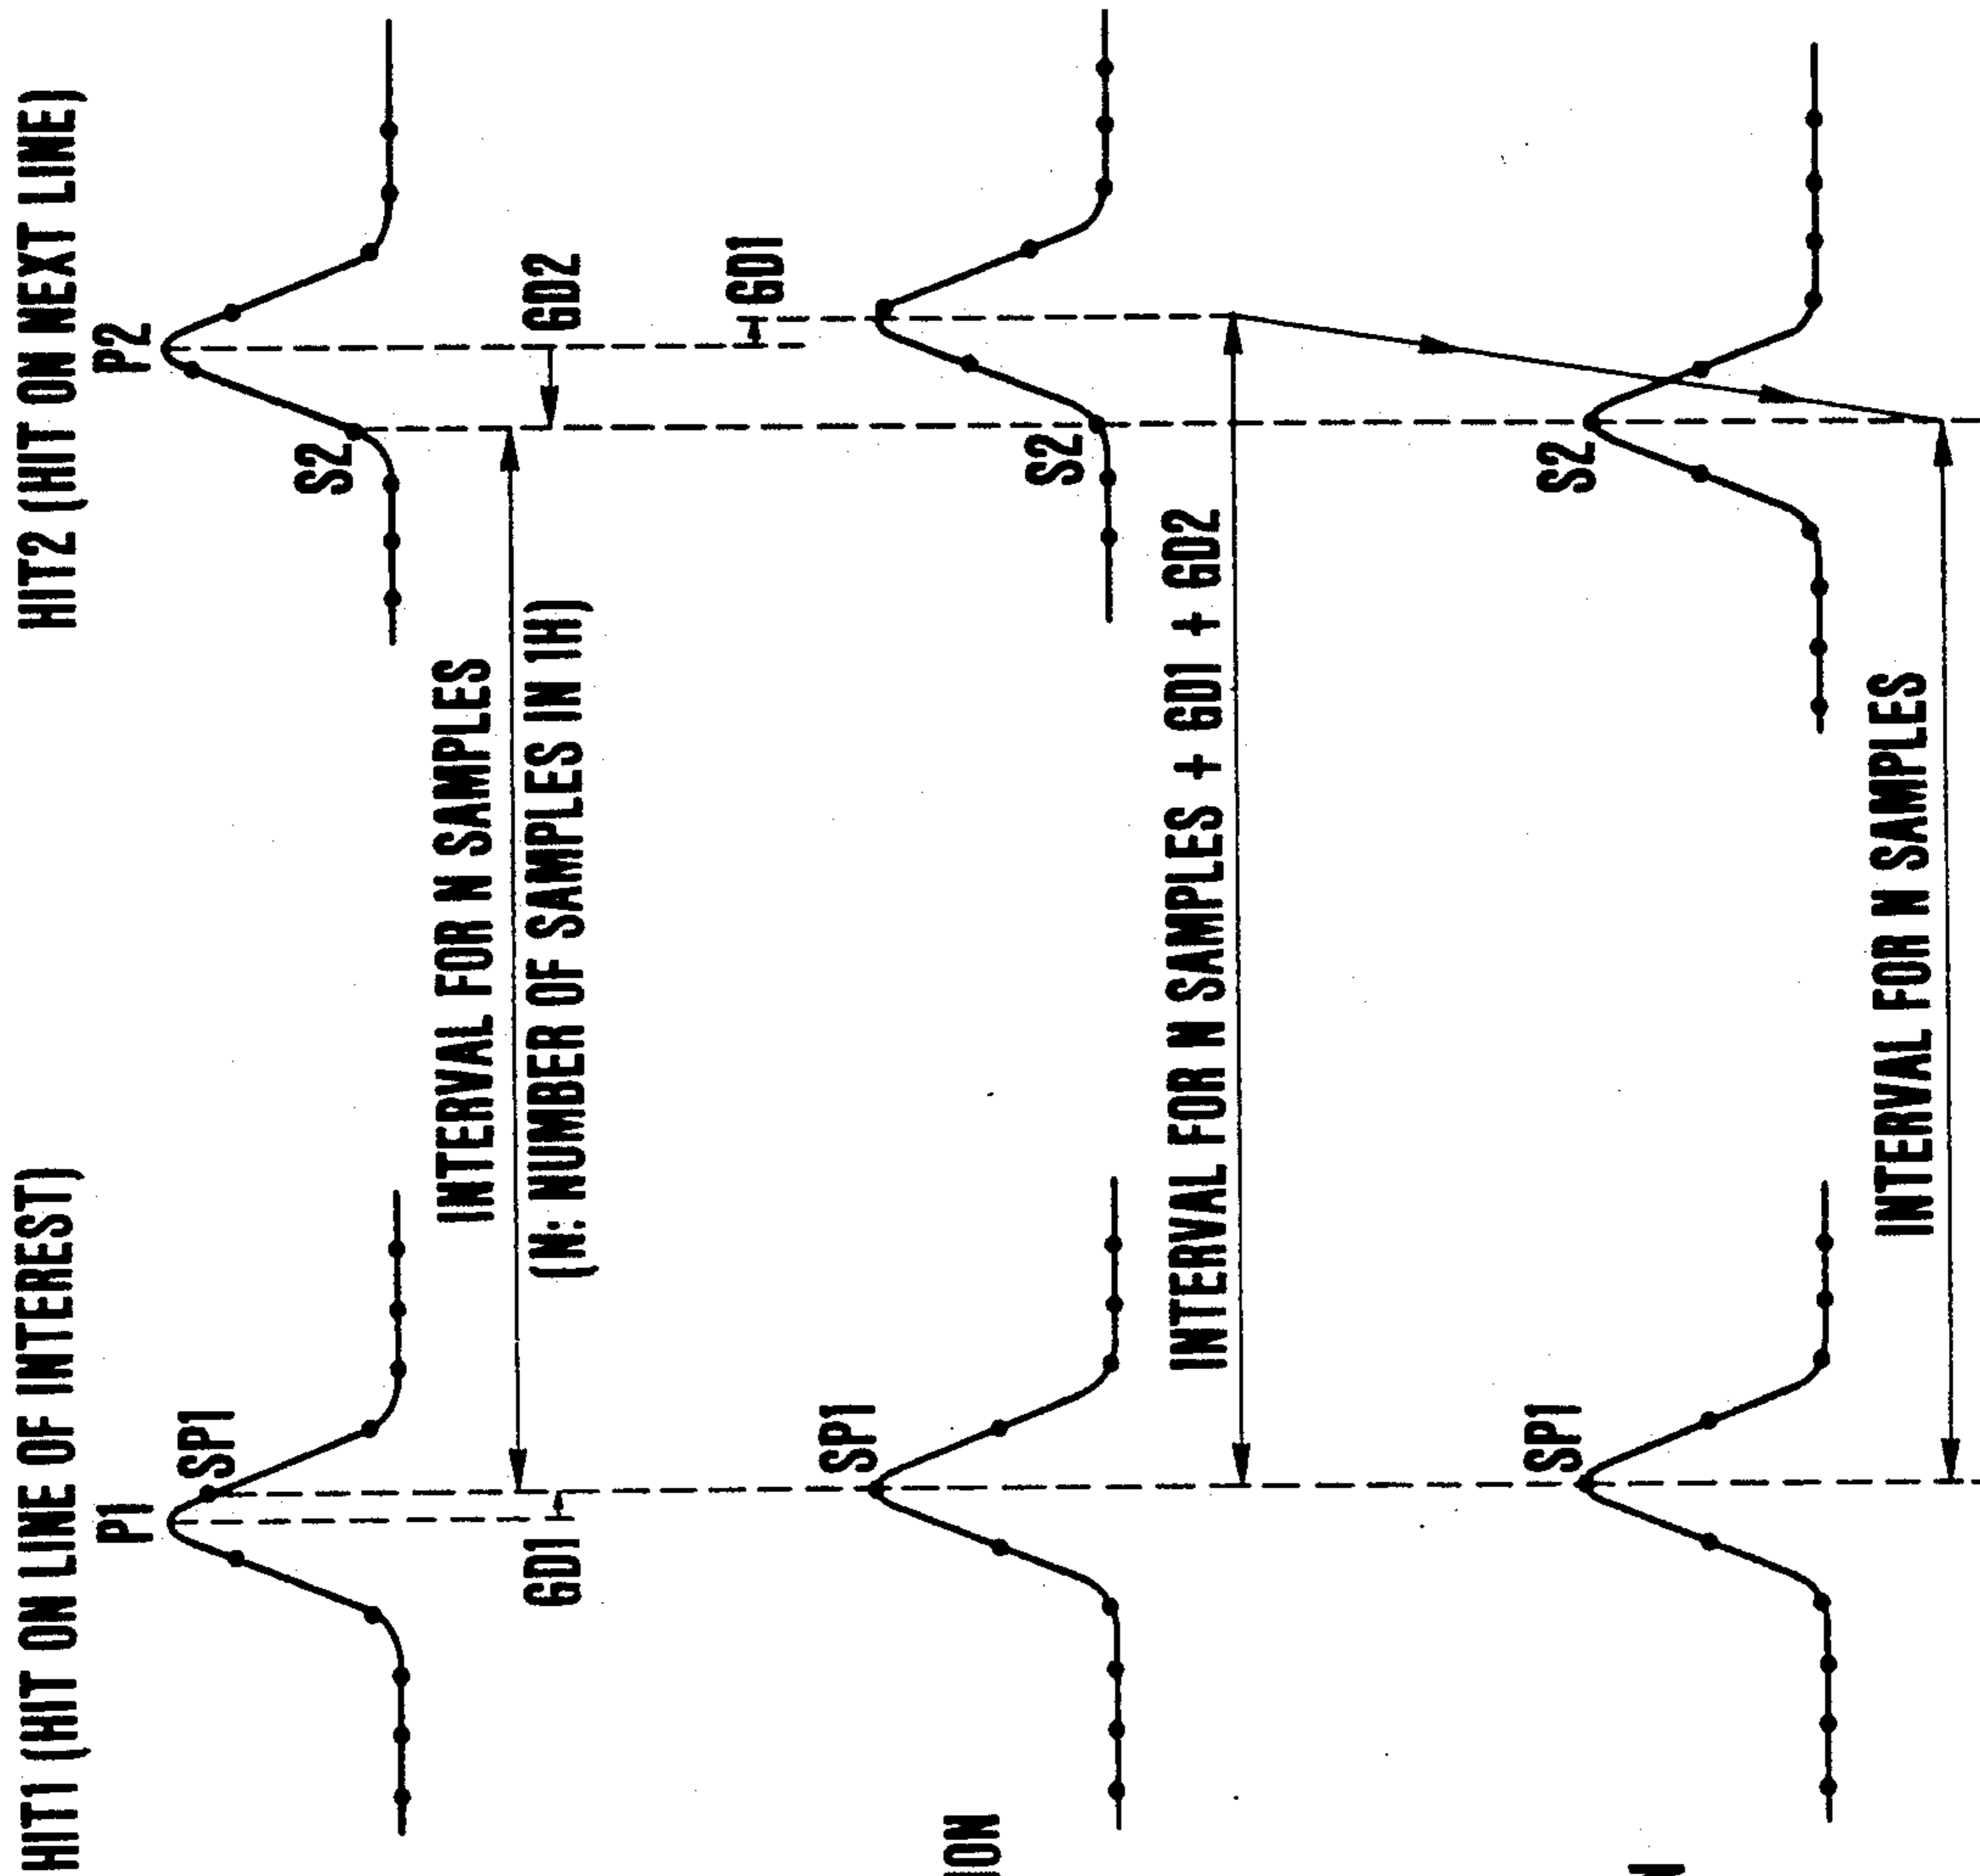 HIT1 (HIT ON LINE OF INTEREST)
HIT2 (HIT ON NEXT LINE)
P1
P2
SP1
S2
INTERVAL FOR N SAMPLES
(N: NUMBER OF SAMPLES IN 1H)
GD1
GD2
GD1
SP1
S2
INTERVAL FOR N SAMPLES + GD1 + GD2
SP1
S2
INTERVAL FOR N SAMPLES
ION
N